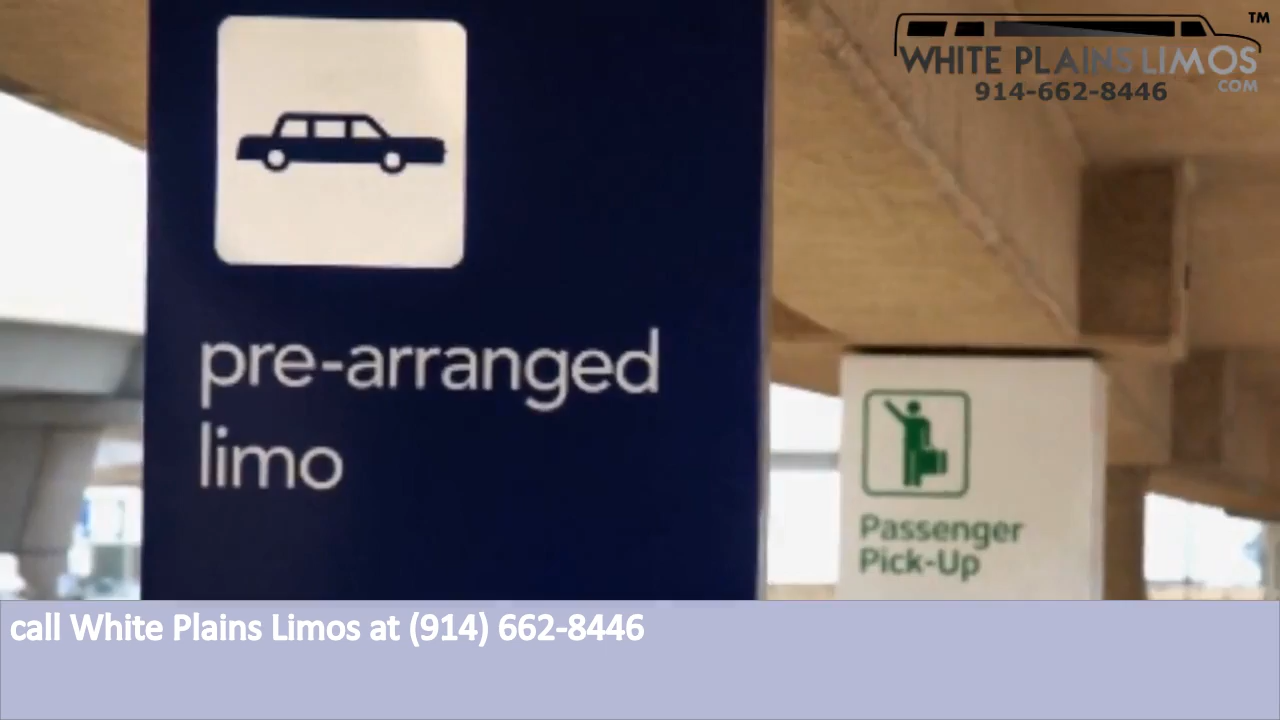 TM
WHITE PLAINS LIMOS
COM
914-662-8446
pre-arranged
limo
Passenger
Pick-Up
call White Plains Limos at (914) 662-8446